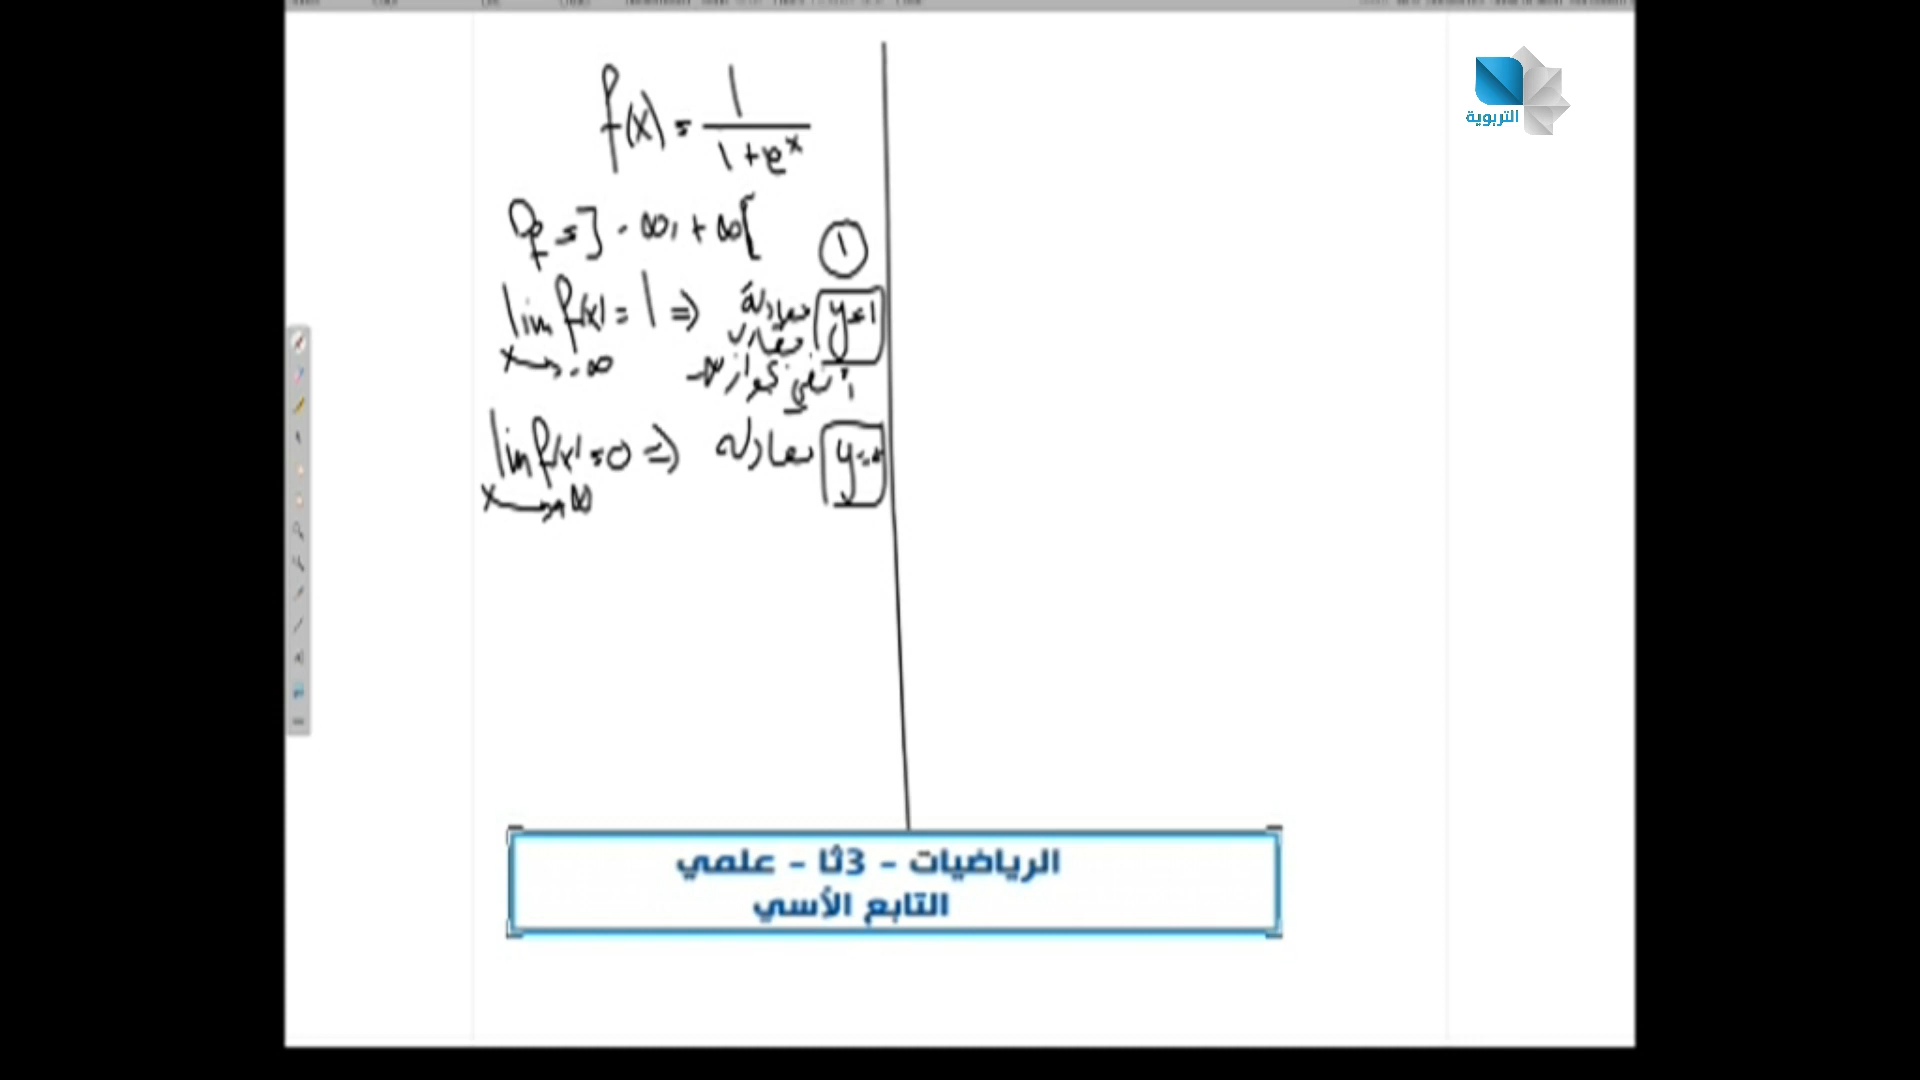 التربوية
f(x) = 1/(1+e^x)
D_f = ]-∞, +∞[
①
lim f(x) = 1 ⇒ y=1 معادلة
x → -∞
مقارب
أفقي يوازي
lim f(x) = 0 ⇒ y=0 معادلة
x → +∞
الرياضيات - 3ثا - علمي
التابع الأسي